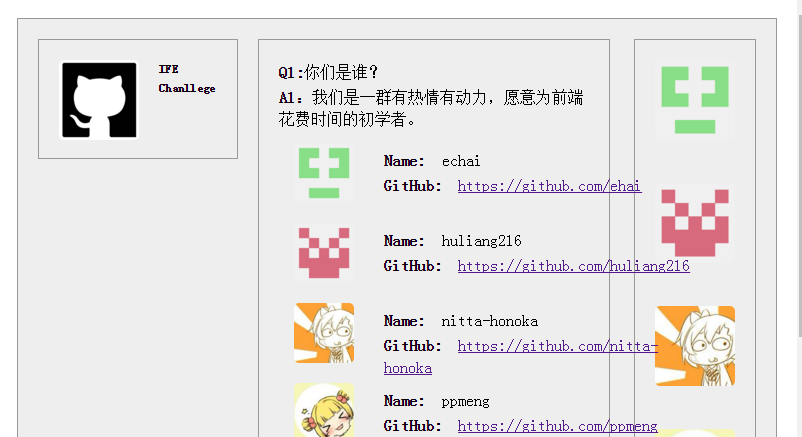 IFE
Chanllege
Q1:你们是谁?
A1: 我们是一群有热情有动力,愿意为前端
花费时间的初学者。
Name: echai
GitHub: https://github.com/ehai
Name: huliang216
GitHub: https://github.com/huliang216
Name: nitta-honoka
GitHub: https://github.com/nitta-
honoka
Name: ppmeng
GitHub: https://github.com/ppmeng